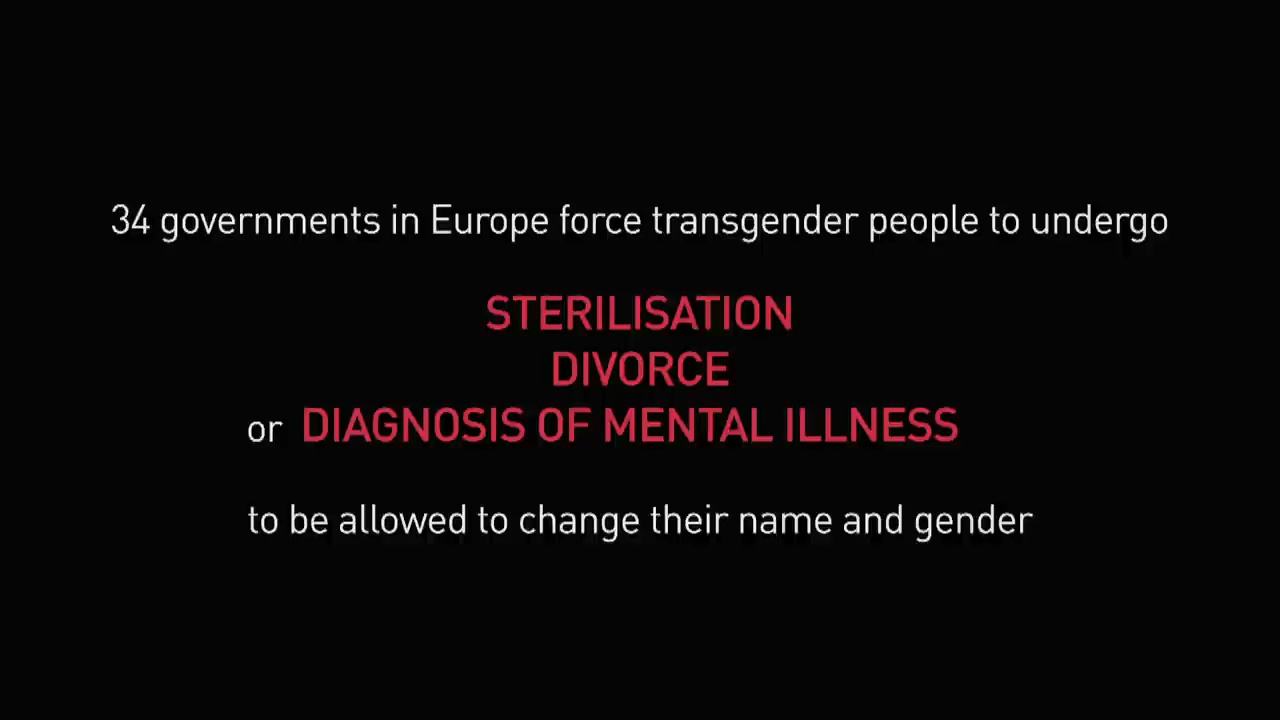 34 governments in Europe force transgender people to undergo
STERILISATION
DIVORCE
or DIAGNOSIS OF MENTAL ILLNESS
to be allowed to change their name and gender